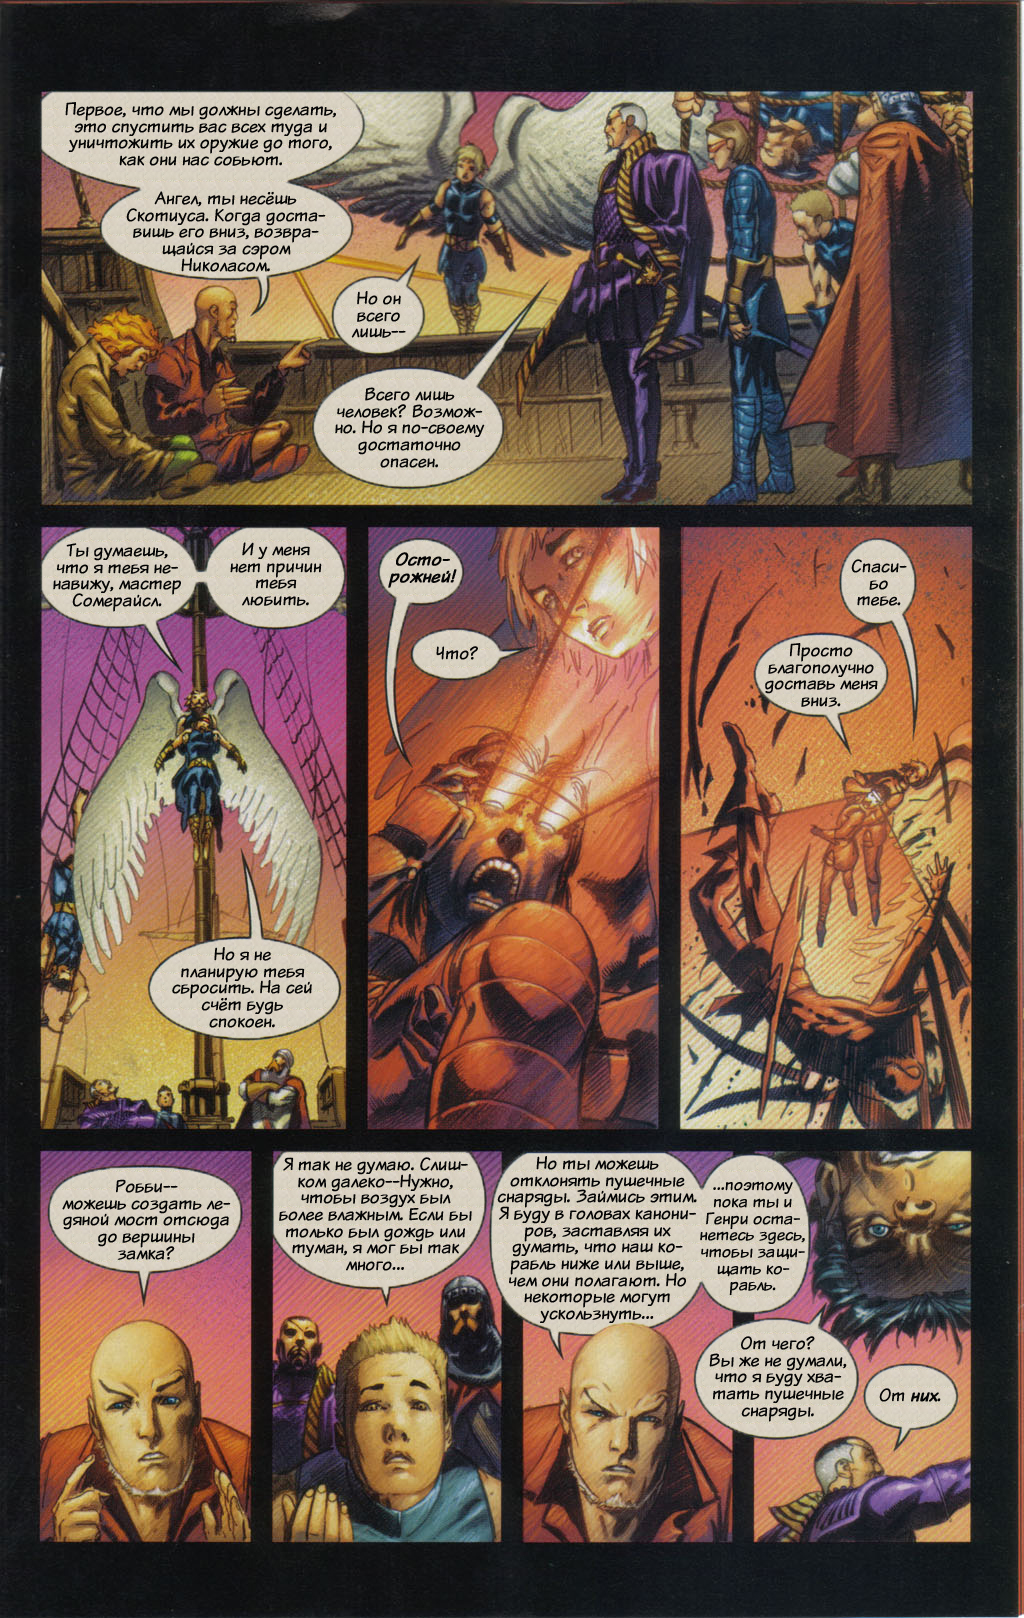 Первое, что мы должны сделать,
это спустить вас всех туда и
уничтожить их оружие до того,
как они нас собьют.
Ангел, ты несёшь
Скотиуса. Когда доста-
вишь его вниз, возвра-
щайся за сэром
Николасом.
Но он
всего
лишь--
Всего лишь
человек? Возмож-
но. Но я по-своему
достаточно
опасен.
Ты думаешь,
что я тебя не-
навижу, мастер
Сомерайсл.
И у меня
нет причин
тебя
любить.
Но я не
планирую тебя
сбросить. На сей
счёт будь
спокоен.
Осто-
рожней!
Что?
Спаси-
бо
тебе.
Просто
благополучно
доставь меня
вниз.
Робби--
можешь создать ле-
дяной мост отсюда
до вершины
замка?
Я так не думаю. Слиш-
ком далеко--Нужно,
чтобы воздух был
более влажным. Если бы
только был дождь или
туман, я мог бы так
много...
Но ты можешь
отклонять пушечные
снаряды. Займись этим.
Я буду в головах канони-
ров, заставляя их
думать, что наш ко-
рабль ниже или выше,
чем они полагают. Но
некоторые могут
ускользнуть...
...поэтому
пока ты и
Генри оста-
нетесь здесь,
чтобы защи-
щать ко-
рабль.
От чего?
Вы же не думали,
что я буду хва-
тать пушечные
снаряды.
От них.